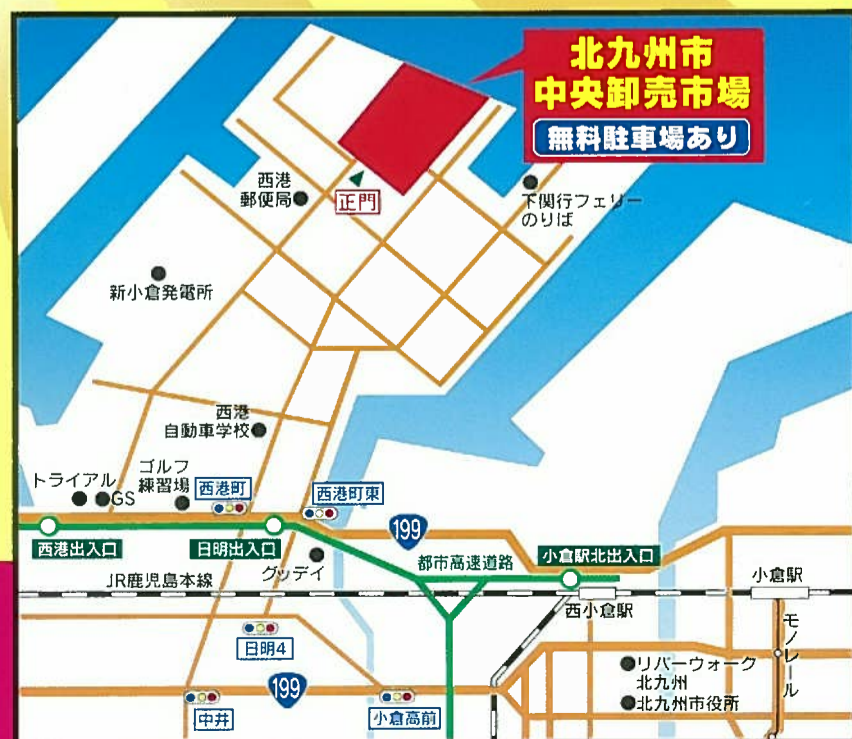 北九州市
中央卸売市場
無料駐車場あり
西港
郵便局
正門
下関行フェリー
のりば
新小倉発電所
西港
自動車学校
トライアル
GS
ゴルフ
練習場
西港町
西港町東
199
西港出入口
日明出入口
グッデイ
都市高速道路
小倉駅北出入口
JR鹿児島本線
西小倉駅
小倉駅
モノレール
日明4
リバーウォーク
北九州
北九州市役所
199
中井
小倉高前